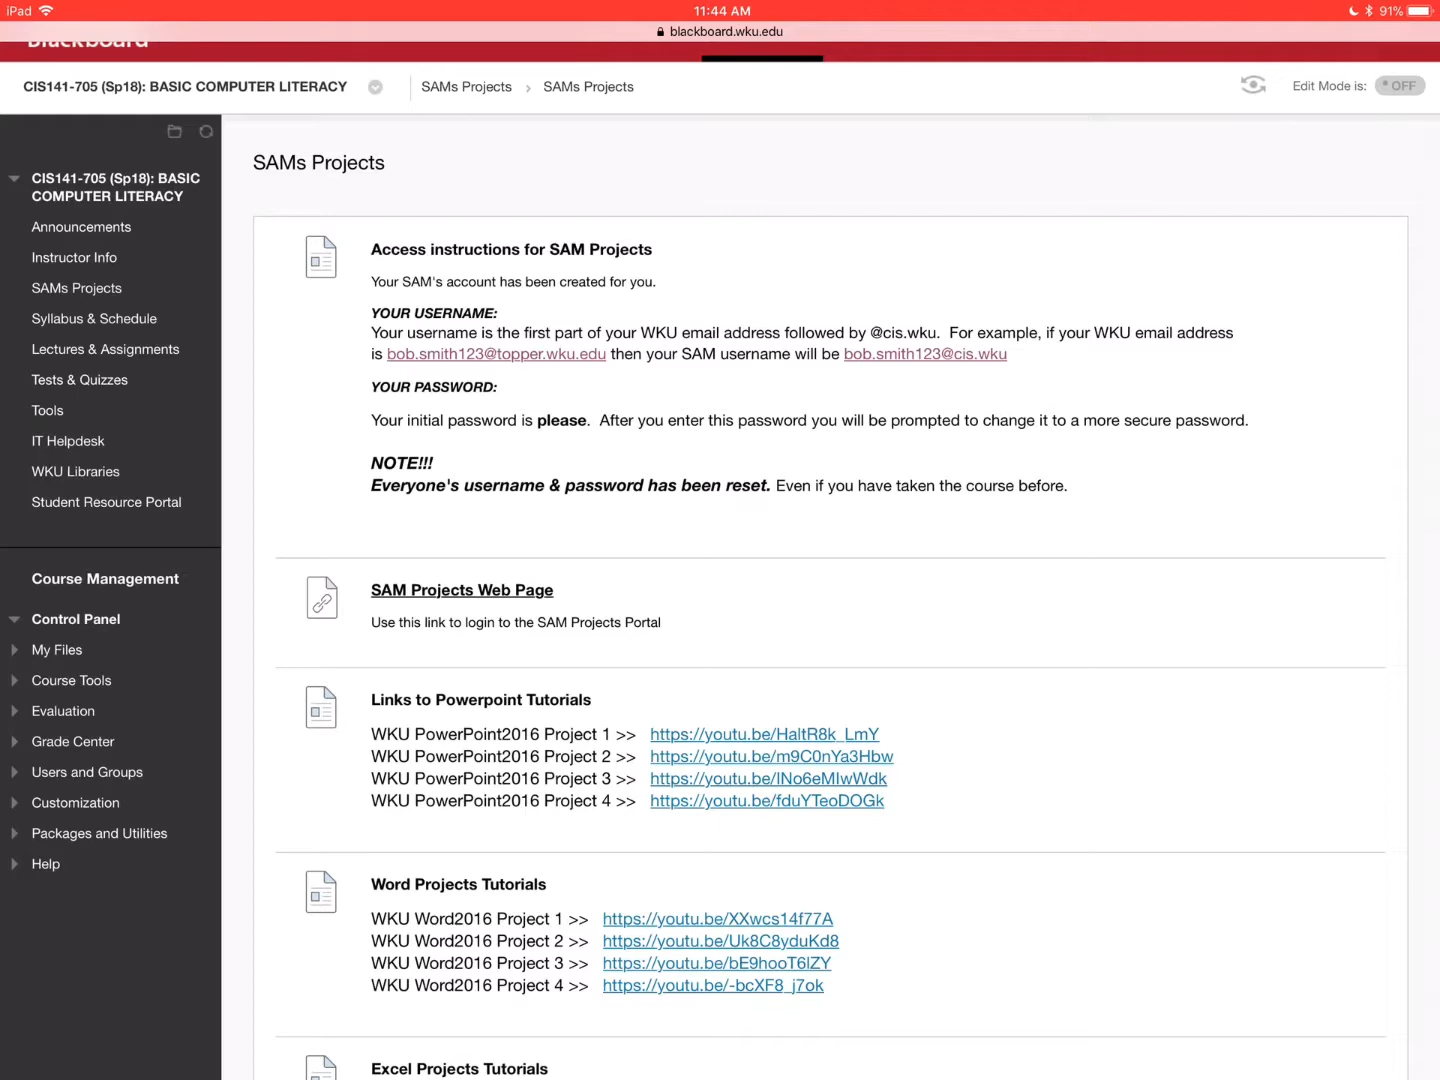 iPad
11:44 AM
91%
blackboard.wku.edu
Blackboard
CIS141-705 (Sp18): BASIC COMPUTER LITERACY
SAMs Projects
SAMs Projects
Edit Mode is:
OFF
CIS141-705 (Sp18): BASIC
COMPUTER LITERACY
Announcements
Instructor Info
SAMs Projects
Syllabus & Schedule
Lectures & Assignments
Tests & Quizzes
Tools
IT Helpdesk
WKU Libraries
Student Resource Portal
Course Management
Control Panel
My Files
Course Tools
Evaluation
Grade Center
Users and Groups
Customization
Packages and Utilities
Help
SAMs Projects
Access instructions for SAM Projects
Your SAM's account has been created for you.
YOUR USERNAME:
Your username is the first part of your WKU email address followed by @cis.wku.  For example, if your WKU email address
is bob.smith123@topper.wku.edu then your SAM username will be bob.smith123@cis.wku
YOUR PASSWORD:
Your initial password is please.  After you enter this password you will be prompted to change it to a more secure password.
NOTE!!!
Everyone's username & password has been reset. Even if you have taken the course before.
SAM Projects Web Page
Use this link to login to the SAM Projects Portal
Links to Powerpoint Tutorials
WKU PowerPoint2016 Project 1 >>   https://youtu.be/HaltR8k_LmY
WKU PowerPoint2016 Project 2 >>   https://youtu.be/m9C0nYa3Hbw
WKU PowerPoint2016 Project 3 >>   https://youtu.be/lNo6eMIwWdk
WKU PowerPoint2016 Project 4 >>   https://youtu.be/fduYTeoDOGk
Word Projects Tutorials
WKU Word2016 Project 1 >>   https://youtu.be/XXwcs14f77A
WKU Word2016 Project 2 >>   https://youtu.be/Uk8C8yduKd8
WKU Word2016 Project 3 >>   https://youtu.be/bE9hooT6lZY
WKU Word2016 Project 4 >>   https://youtu.be/-bcXF8_j7ok
Excel Projects Tutorials